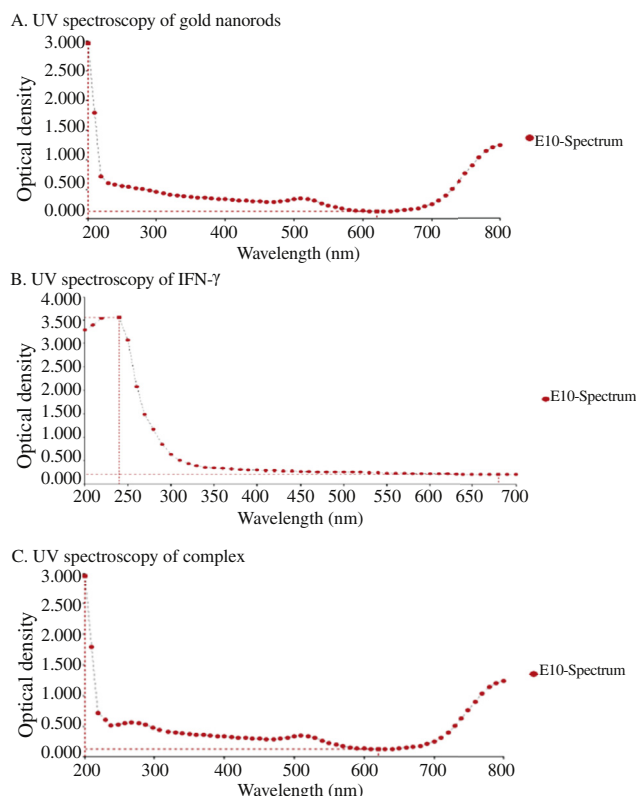 A. UV spectroscopy of gold nanorods
3.000
2.500
2.000
1.500
1.000
0.500
0.000
Optical density
200 300 400 500 600 700 800
Wavelength (nm)
E10-Spectrum
B. UV spectroscopy of IFN-γ
4.000
3.500
3.000
2.500
2.000
1.500
1.000
0.500
0.000
Optical density
200 250 300 350 400 450 500 550 600 650 700
Wavelength (nm)
E10-Spectrum
C. UV spectroscopy of complex
3.000
2.500
2.000
1.500
1.000
0.500
0.000
Optical density
200 300 400 500 600 700 800
Wavelength (nm)
E10-Spectrum